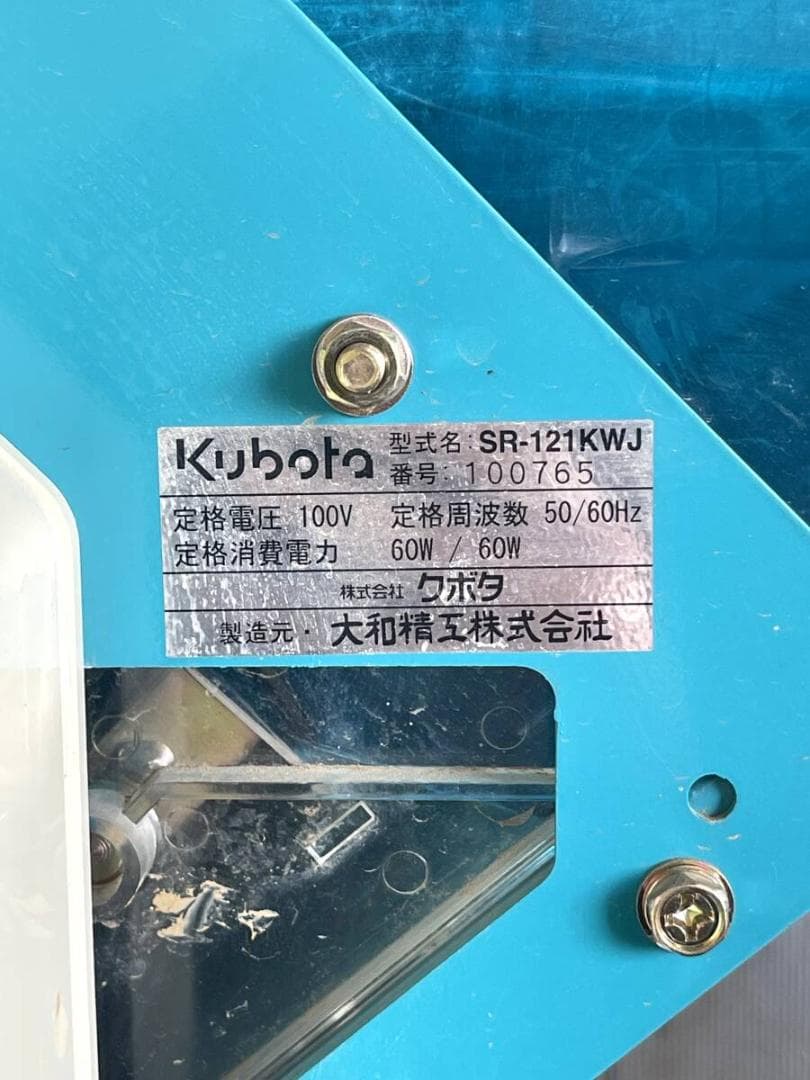 Kubota 型式名: SR-121KWJ
番号: 100765
定格電圧 100V 定格周波数 50/60Hz
定格消費電力 60W / 60W
株式会社 クボタ
製造元・大和精工株式会社